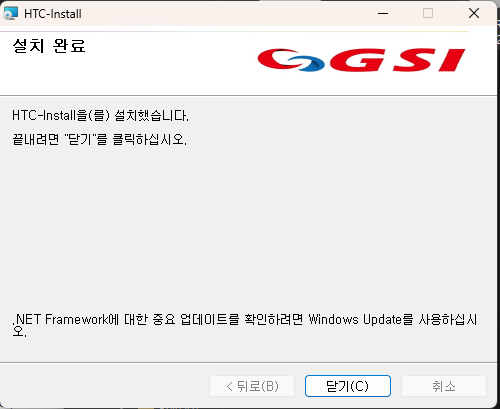 HTC-Install
설치 완료
GSI
HTC-Install을(를) 설치했습니다.
끝내려면 "닫기"를 클릭하십시오.
.NET Framework에 대한 중요 업데이트를 확인하려면 Windows Update를 사용하십시
오.
< 뒤로(B)
닫기(C)
취소